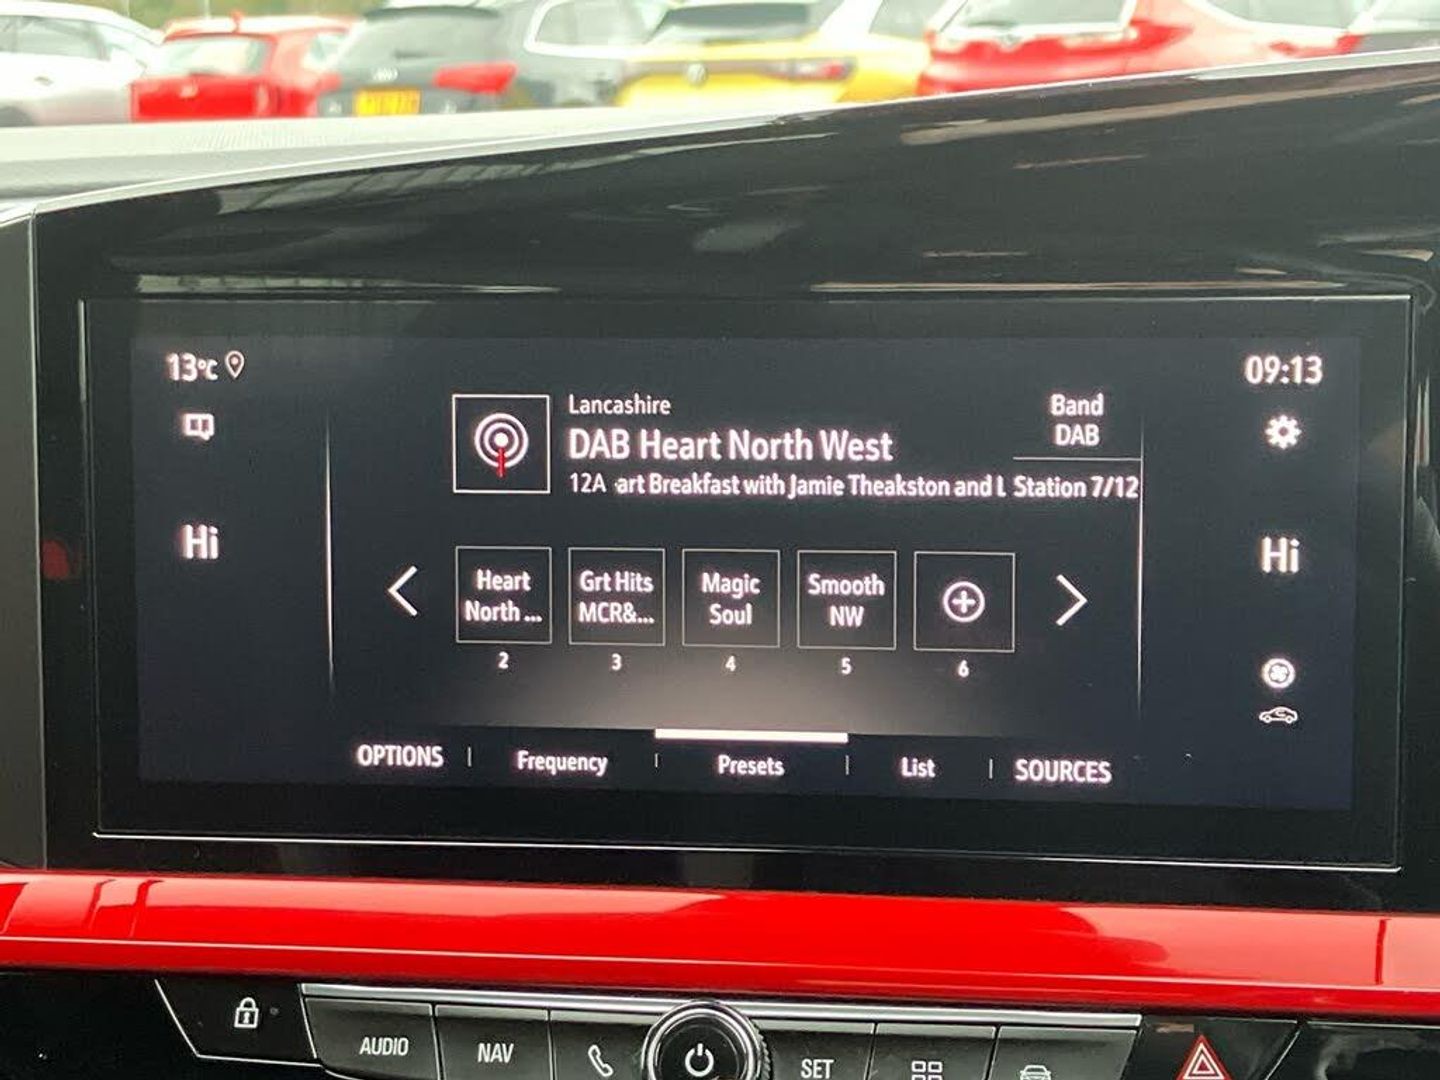 13°C
09:13
Lancashire
DAB Heart North West
12A art Breakfast with Jamie Theakston and L
Band
DAB
Station 7/12
Hi
Hi
Heart
North ...
2
Grt Hits
MCR&...
3
Magic
Soul
4
Smooth
NW
5
6
OPTIONS
Frequency
Presets
List
SOURCES
AUDIO
NAV
SET